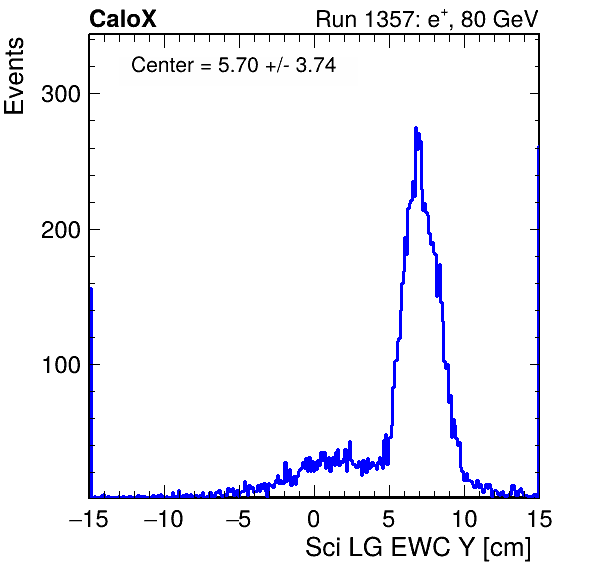 CaloX Run 1357: e⁺, 80 GeV
Center = 5.70 +/- 3.74
Events
300
200
100
−15 −10 −5 0 5 10 15
Sci LG EWC Y [cm]